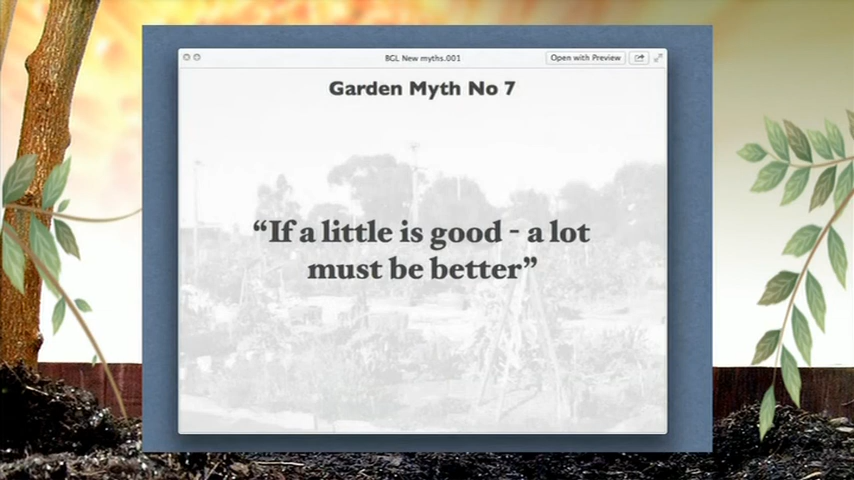 BGL New myths.001
Open with Preview
Garden Myth No 7
“If a little is good - a lot
must be better”